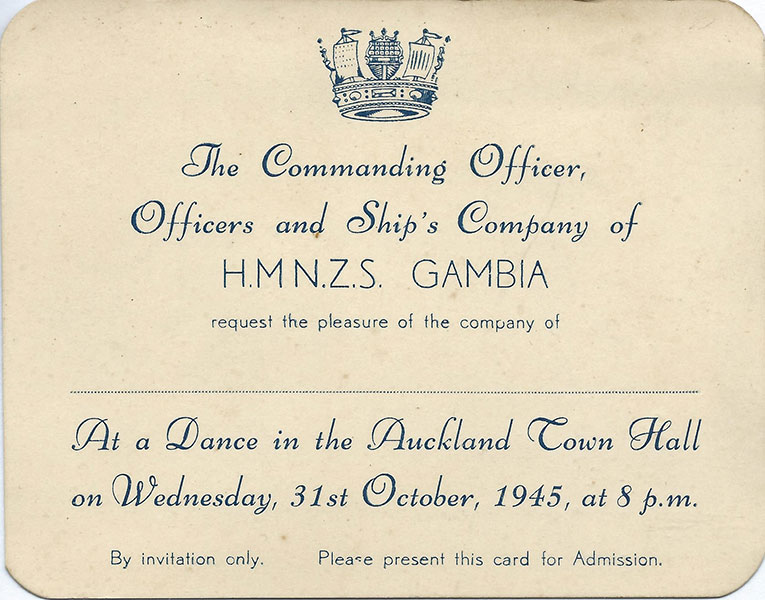 The Commanding Officer,
Officers and Ship's Company of
H.M N.Z.S. GAMBIA
request the pleasure of the company of
At a Dance in the Auckland Town Hall
on Wednesday, 31st October, 1945, at 8 p.m.
By invitation only. Please present this card for Admission.